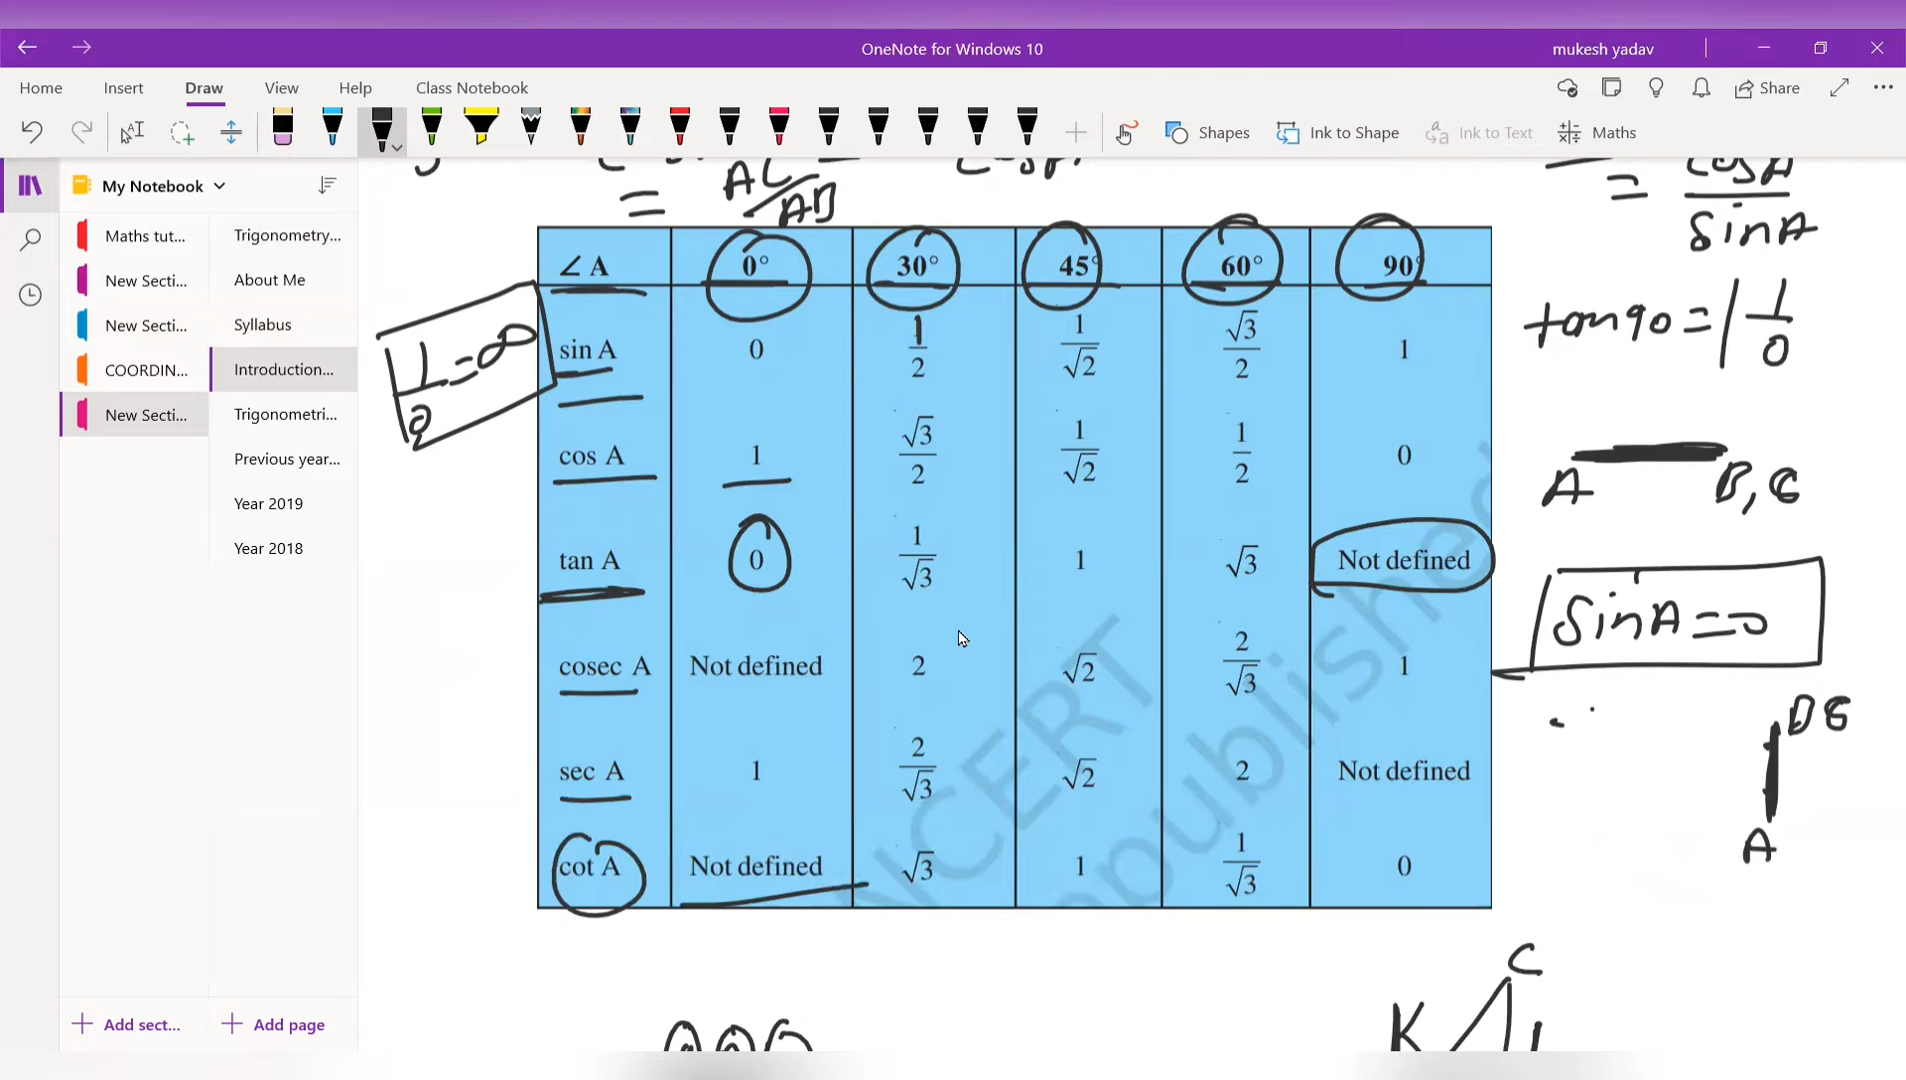 OneNote for Windows 10
mukesh yadav
Home Insert Draw View Help Class Notebook
Share
Shapes Ink to Shape Ink to Text Maths
My Notebook
Maths tut...
New Secti...
New Secti...
COORDIN...
New Secti...
Trigonometry...
About Me
Syllabus
Introduction...
Trigonometri...
Previous year...
Year 2019
Year 2018
Add sect...
Add page
= AC/AB
= cosA/sinA
∠ A 0° 30° 45° 60° 90°
sin A 0 1/2 1/√2 √3/2 1
cos A 1 √3/2 1/√2 1/2 0
tan A 0 1/√3 1 √3 Not defined
cosec A Not defined 2 √2 2/√3 1
sec A 1 2/√3 √2 2 Not defined
cot A Not defined √3 1 1/√3 0
1/0 = ∞
tan90 = 1/0
A B,C
sinA = 0
A
C
K
NCERT